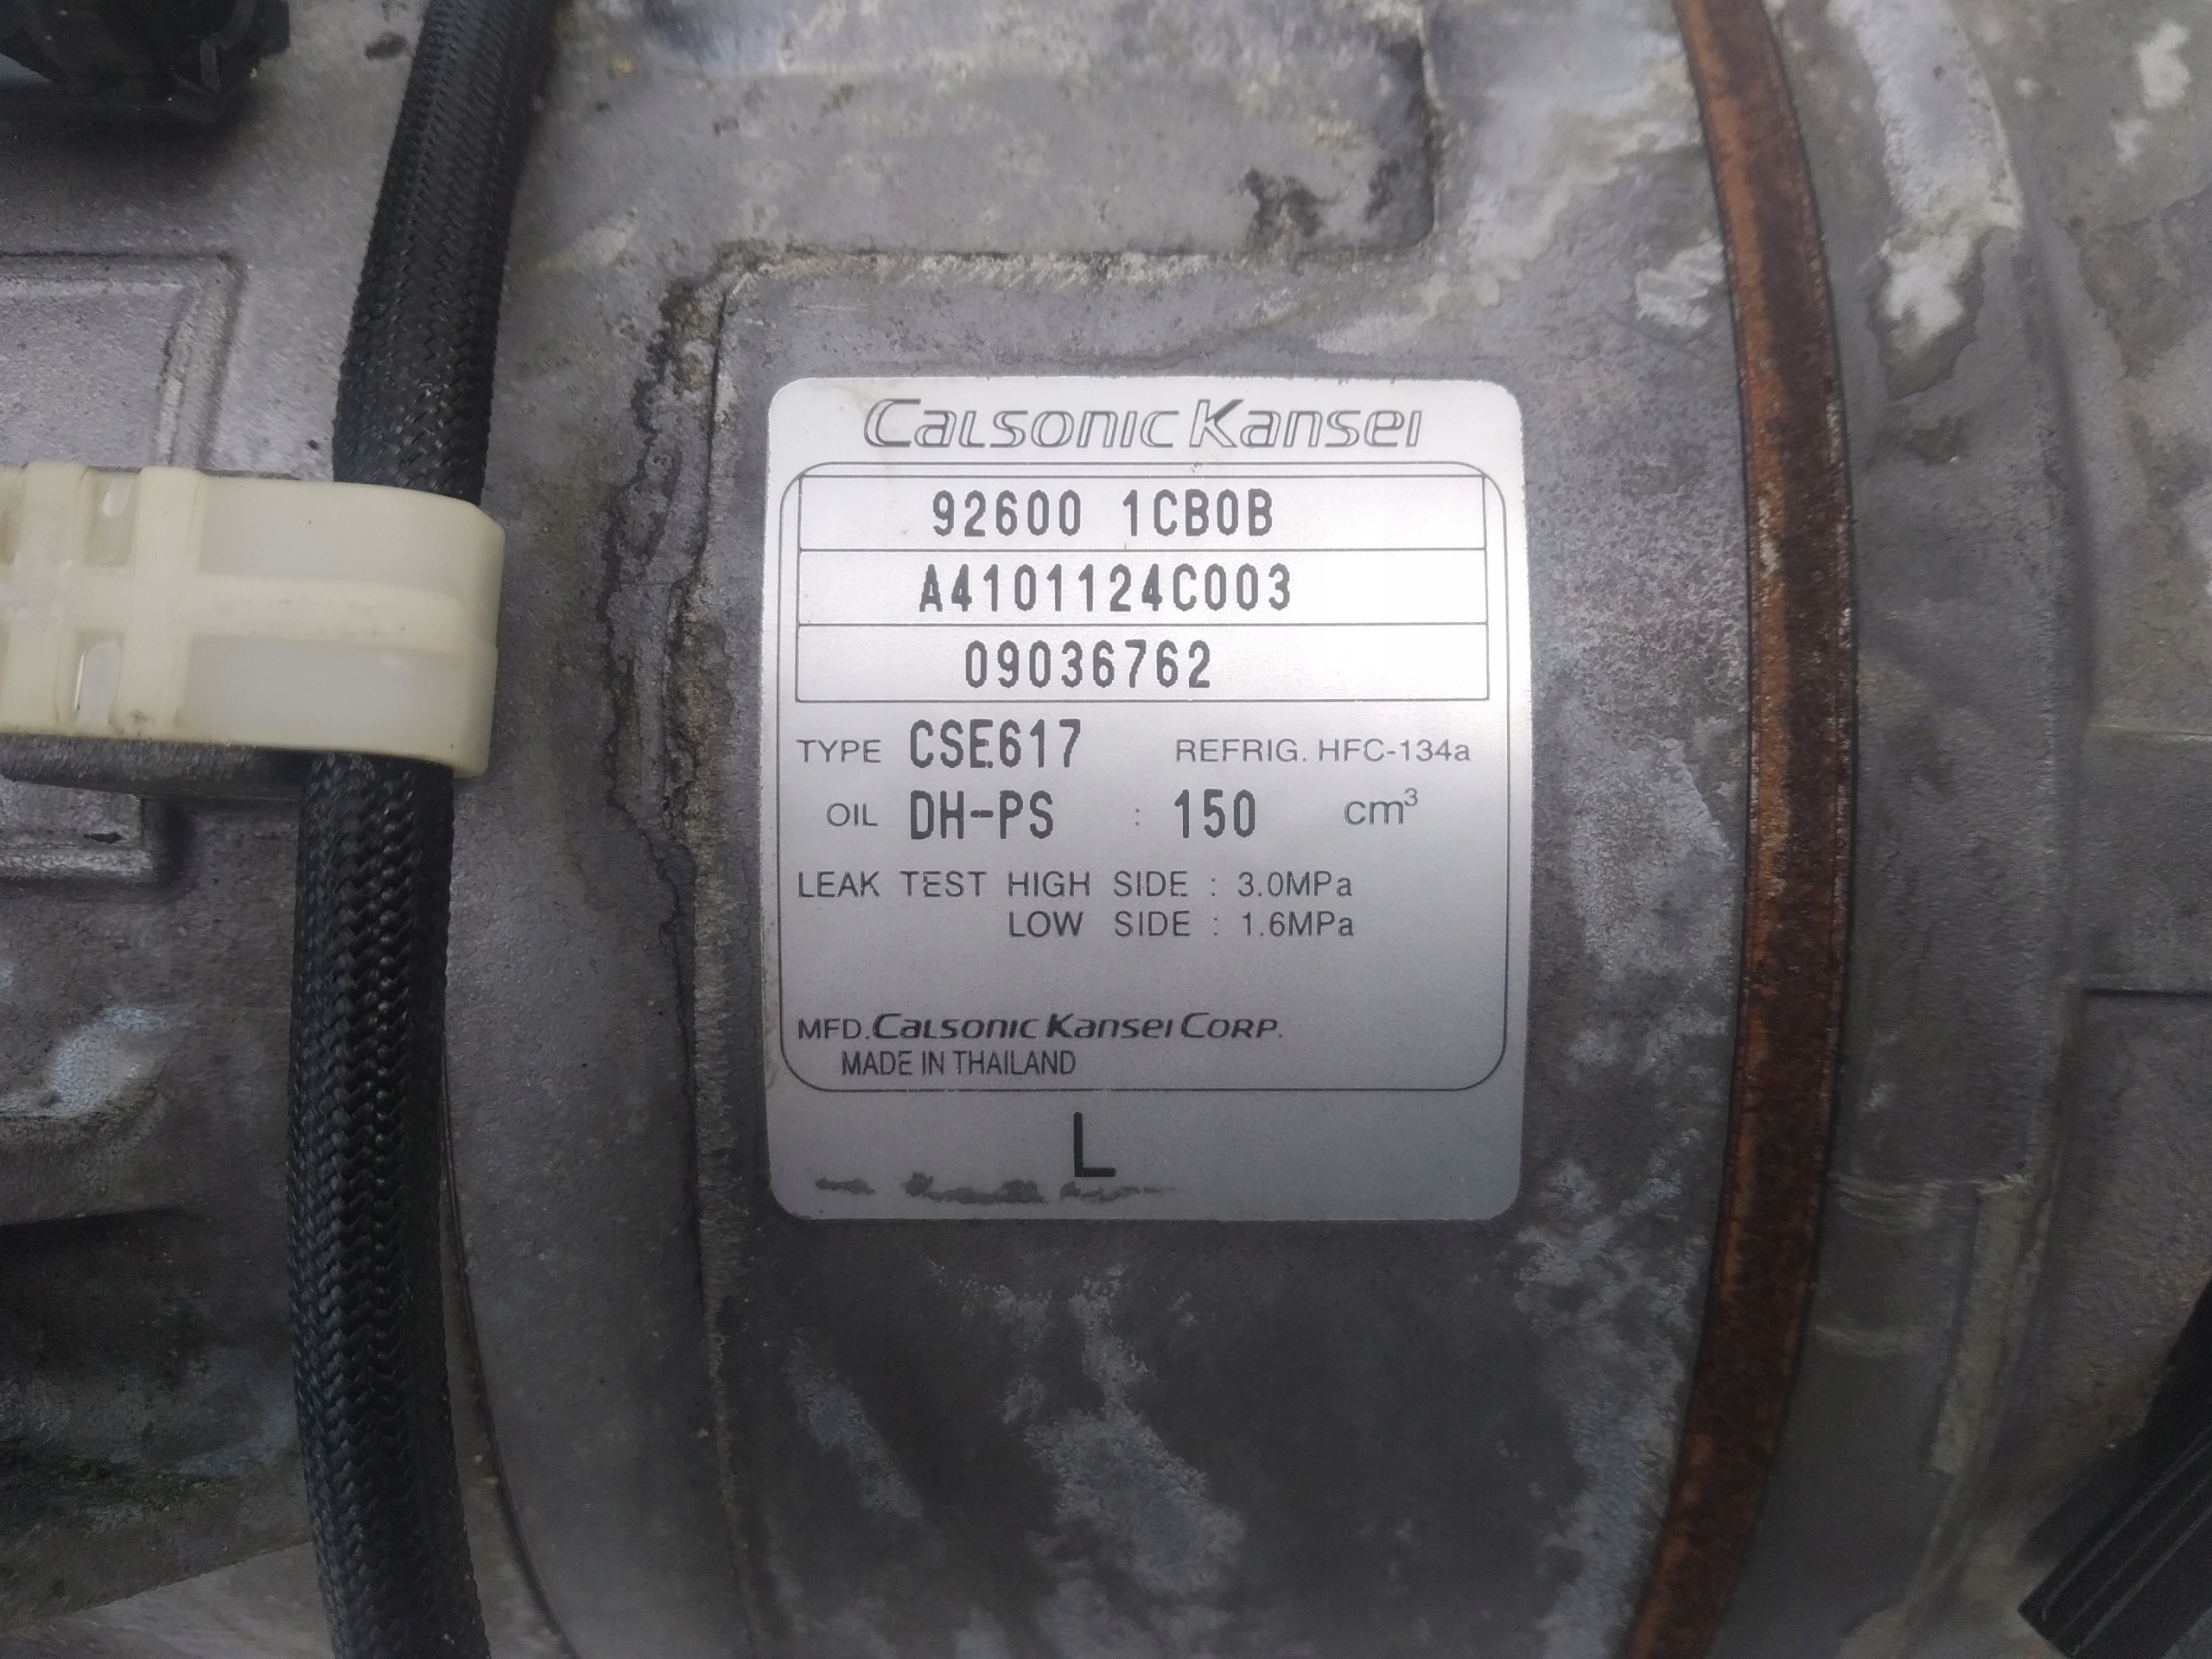 Calsonic Kansei
92600 1CB0B
A4101124C003
09036762
TYPE CSE617 REFRIG. HFC-134a
OIL DH-PS : 150 cm³
LEAK TEST HIGH SIDE : 3.0MPa
LOW SIDE : 1.6MPa
MFD. Calsonic Kansei Corp.
MADE IN THAILAND
L